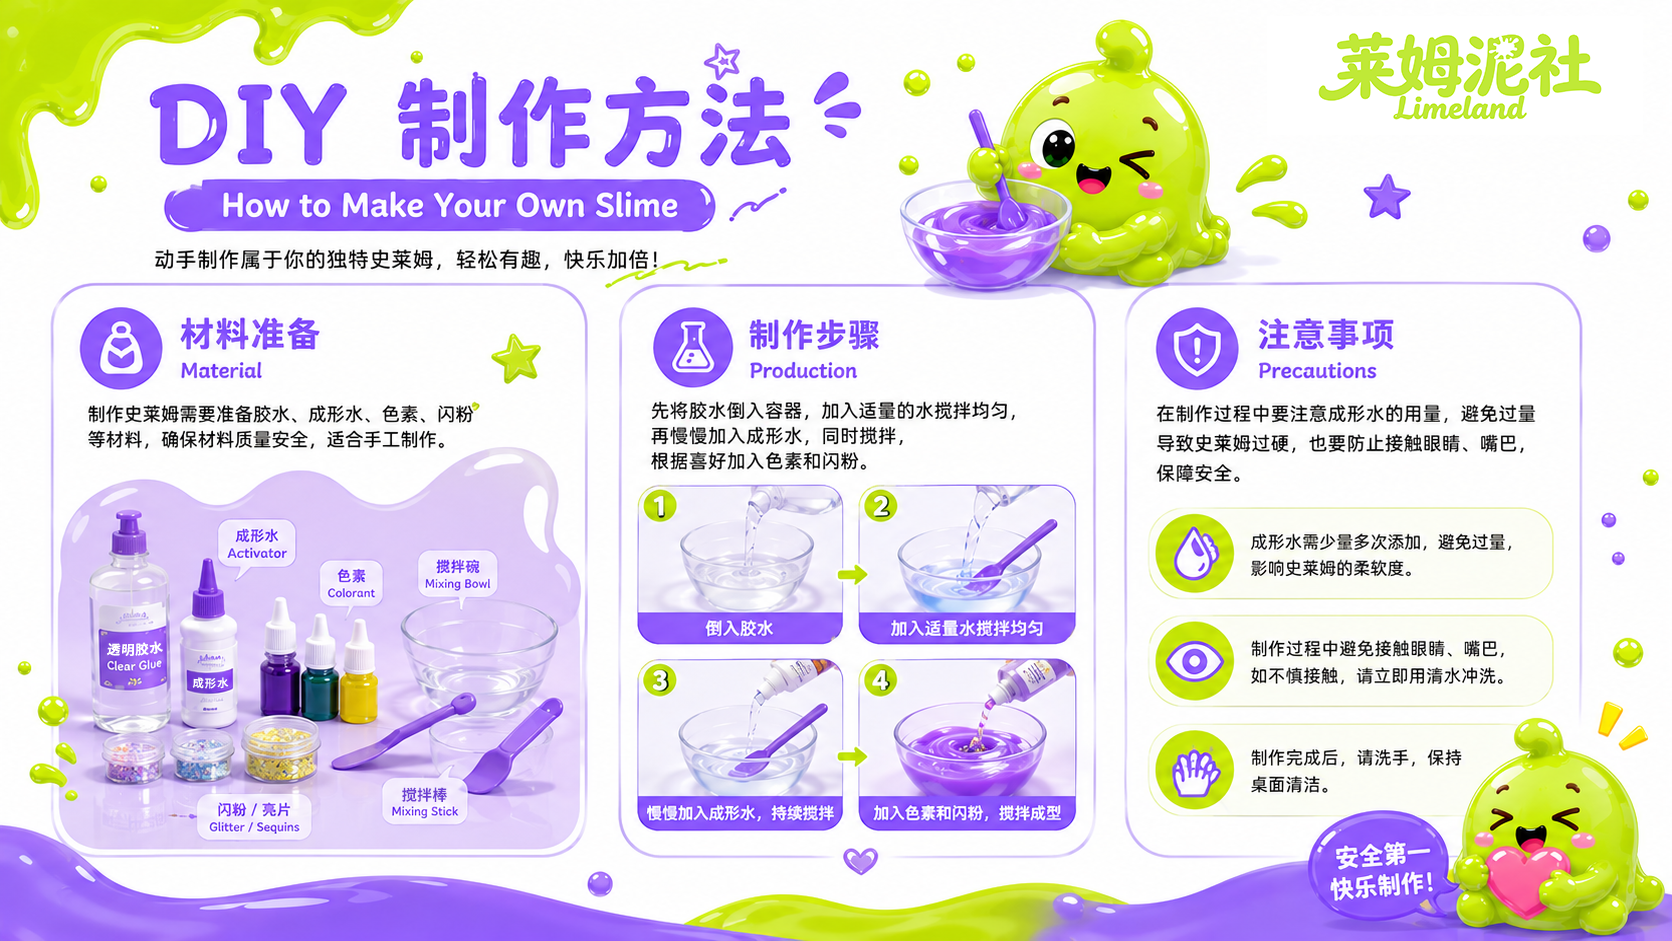 莱姆泥社
Limeland
DIY 制作方法
How to Make Your Own Slime
动手制作属于你的独特史莱姆，轻松有趣，快乐加倍！
材料准备
Material
制作史莱姆需要准备胶水、成形水、色素、闪粉
等材料，确保材料质量安全，适合手工制作。
成形水
Activator
色素
Colorant
搅拌碗
Mixing Bowl
透明胶水
Clear Glue
成形水
搅拌棒
Mixing Stick
闪粉 / 亮片
Glitter / Sequins
制作步骤
Production
先将胶水倒入容器，加入适量的水搅拌均匀，
再慢慢加入成形水，同时搅拌，
根据喜好加入色素和闪粉。
1
倒入胶水
2
加入适量水搅拌均匀
3
慢慢加入成形水，持续搅拌
4
加入色素和闪粉，搅拌成型
注意事项
Precautions
在制作过程中要注意成形水的用量，避免过量
导致史莱姆过硬，也要防止接触眼睛、嘴巴，
保障安全。
成形水需少量多次添加，避免过量，
影响史莱姆的柔软度。
制作过程中避免接触眼睛、嘴巴，
如不慎接触，请立即用清水冲洗。
制作完成后，请洗手，保持
桌面清洁。
安全第一
快乐制作！